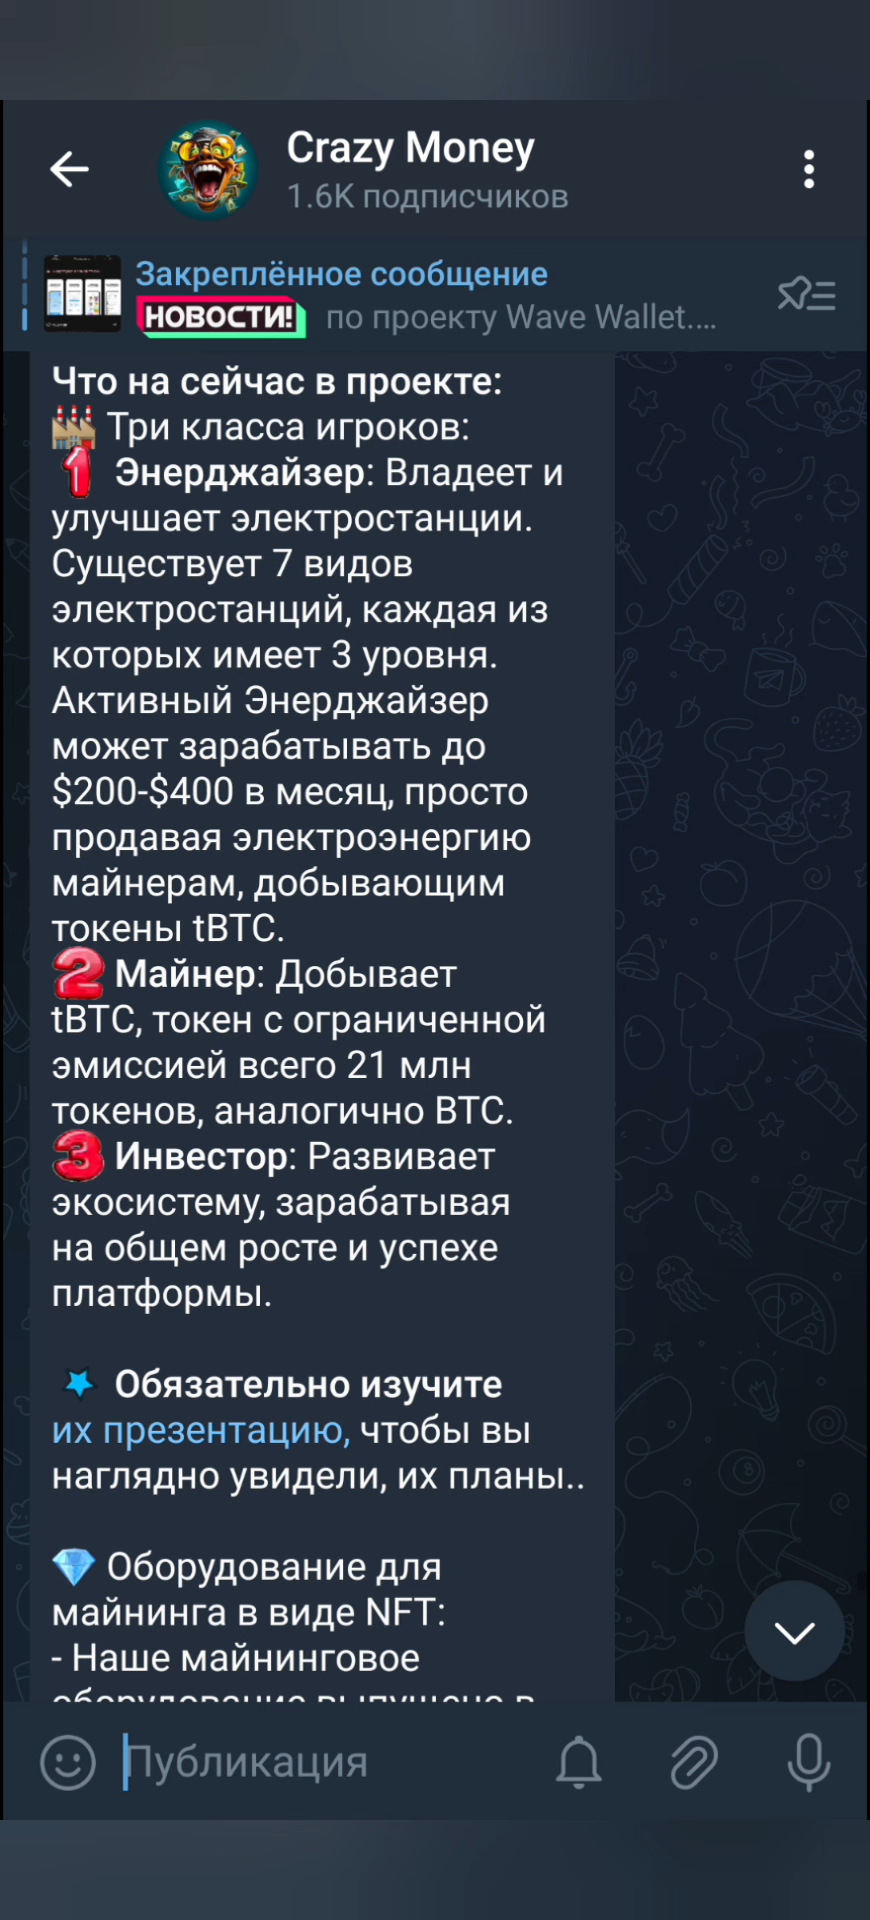 Crazy Money
1.6K подписчиков
Закреплённое сообщение
НОВОСТИ! по проекту Wave Wallet....
Что на сейчас в проекте:
Три класса игроков:
1 Энерджайзер: Владеет и
улучшает электростанции.
Существует 7 видов
электростанций, каждая из
которых имеет 3 уровня.
Активный Энерджайзер
может зарабатывать до
$200-$400 в месяц, просто
продавая электроэнергию
майнерам, добывающим
токены tBTC.
2 Майнер: Добывает
tBTC, токен с ограниченной
эмиссией всего 21 млн
токенов, аналогично BTC.
3 Инвестор: Развивает
экосистему, зарабатывая
на общем росте и успехе
платформы.
Обязательно изучите
их презентацию, чтобы вы
наглядно увидели, их планы..
Оборудование для
майнинга в виде NFT:
- Наше майнинговое
оборудование выпущено в
Публикация